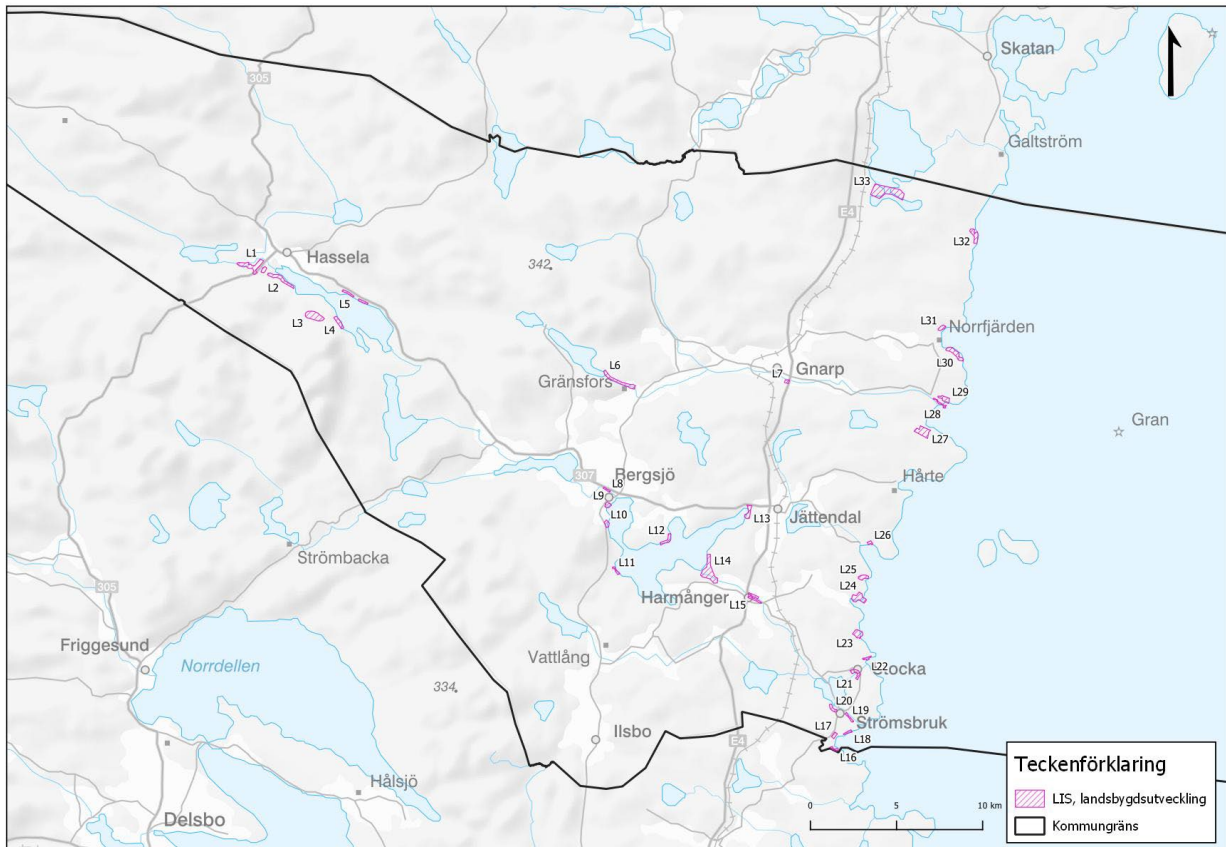 Skatan
305
Galtström
L33
E4
L32
L1
Hassela
342
L2
L5
L3
L4
L31
Norrfjärden
L30
L6
Gränsfors
L7
Gnarp
L29
L28
L27
Gran
307
Bergsjö
L8
L9
L10
Hårte
L13
Jättendal
L12
L26
Strömbacka
L11
L14
L25
L24
Harmånger
L15
305
Friggesund
Norrdellen
Vattlång
L23
L22
Stocka
L21
334
L20
L19
Strömsbruk
L17
L18
L16
Ilsbo
E4
Hålsjö
Delsbo
0 5 10 km
Teckenförklaring
LIS, landsbygdsutveckling
Kommungräns